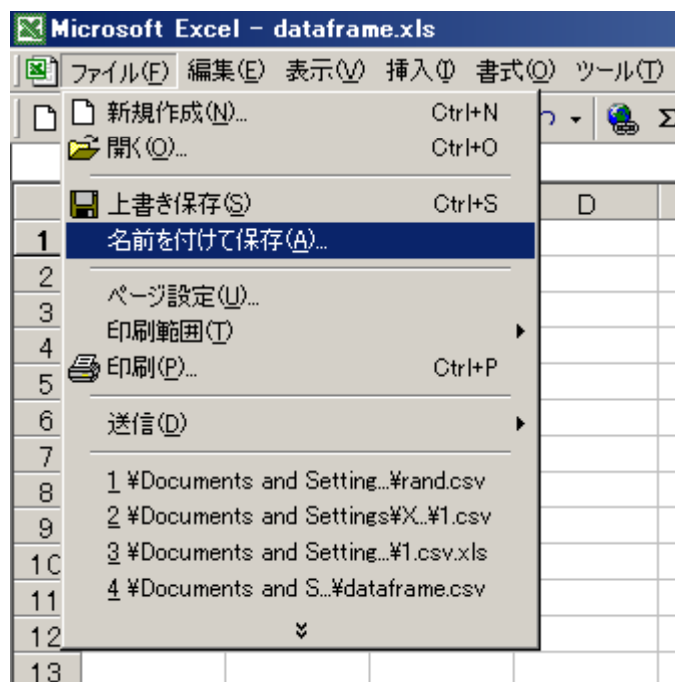 Microsoft Excel - dataframe.xls
ファイル(F) 編集(E) 表示(V) 挿入(I) 書式(O) ツール(T)
新規作成(N)... Ctrl+N
開く(O)... Ctrl+O
上書き保存(S) Ctrl+S
D
1 名前を付けて保存(A)...
2
ページ設定(U)...
3
印刷範囲(T)
4
印刷(P)... Ctrl+P
5
6 送信(D)
7
1 ¥Documents and Setting...¥rand.csv
8
2 ¥Documents and Settings¥X...¥1.csv
9
3 ¥Documents and Setting...¥1.csv.xls
10
4 ¥Documents and S...¥dataframe.csv
11
12
13